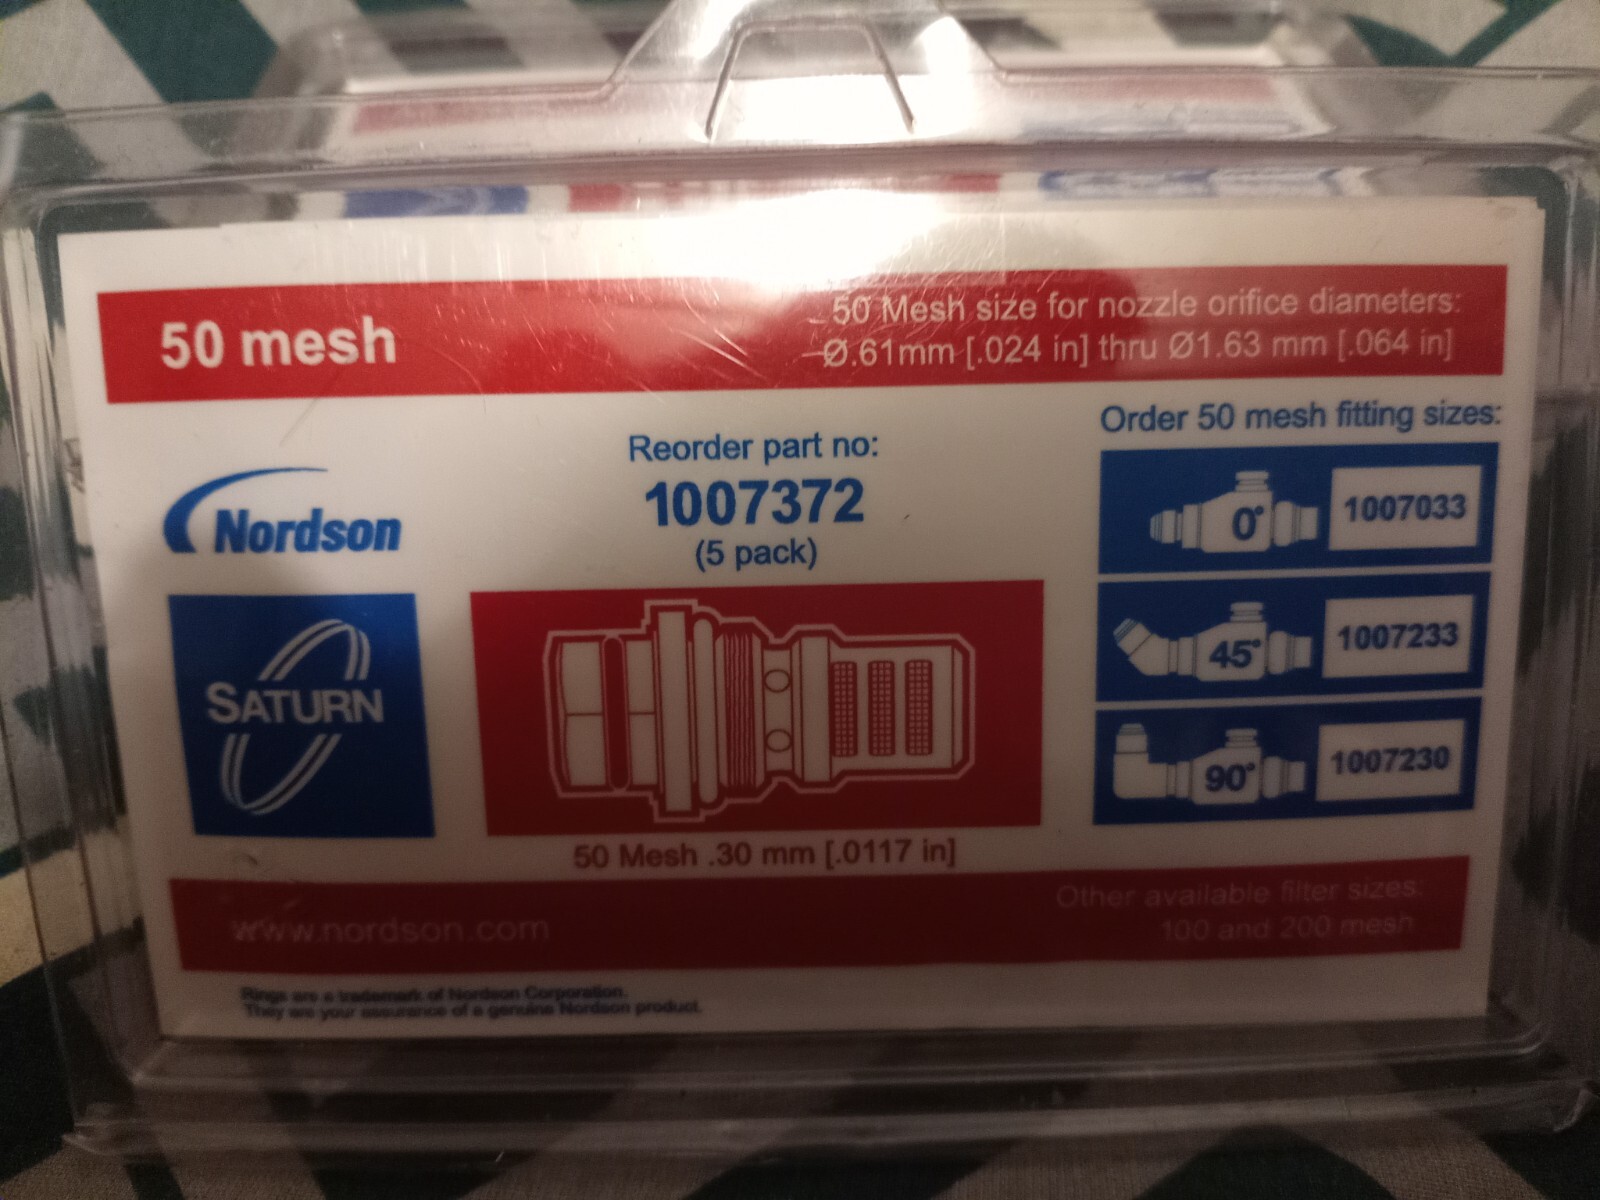 50 mesh
50 Mesh size for nozzle orifice diameters:
Ø.61mm [.024 in] thru Ø1.63 mm [.064 in]
Nordson
SATURN
Reorder part no:
1007372
(5 pack)
50 Mesh .30 mm [.0117 in]
Order 50 mesh fitting sizes:
0° 1007033
45° 1007233
90° 1007230
www.nordson.com
Other available filter sizes:
100 and 200 mesh
Rings are a trademark of Nordson Corporation.
They are your assurance of a genuine Nordson product.